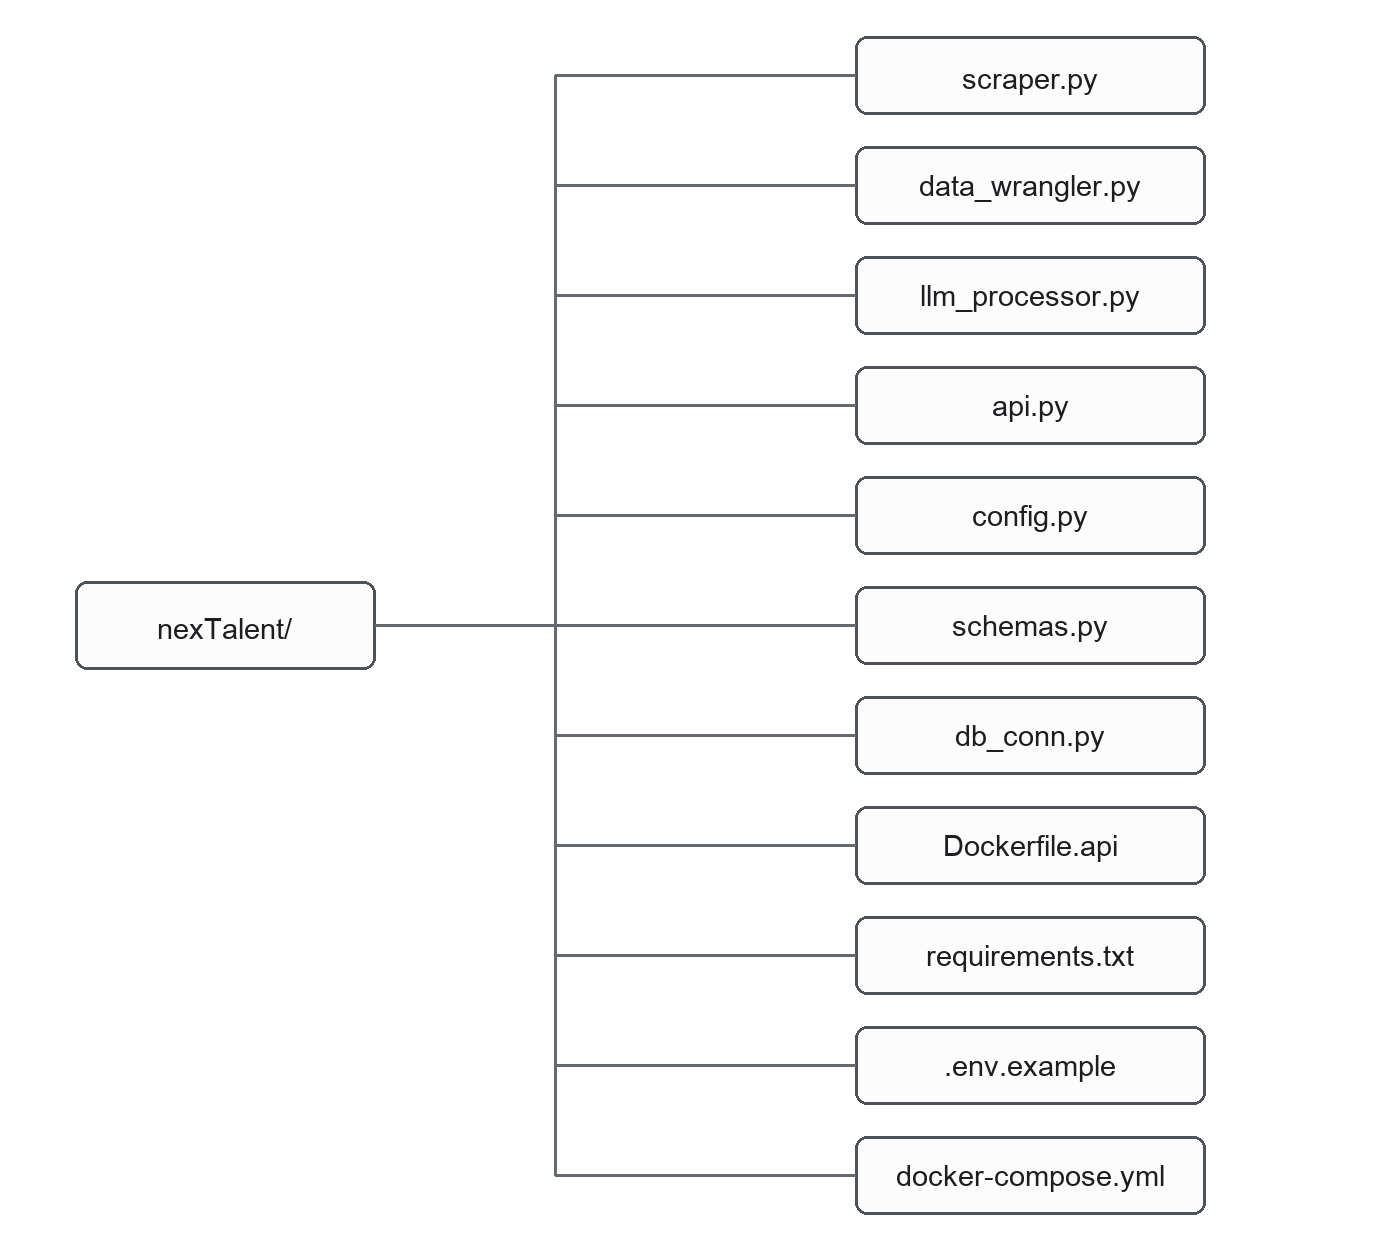 scraper.py
data_wrangler.py
llm_processor.py
api.py
config.py
nexTalent/
schemas.py
db_conn.py
Dockerfile.api
requirements.txt
.env.example
docker-compose.yml